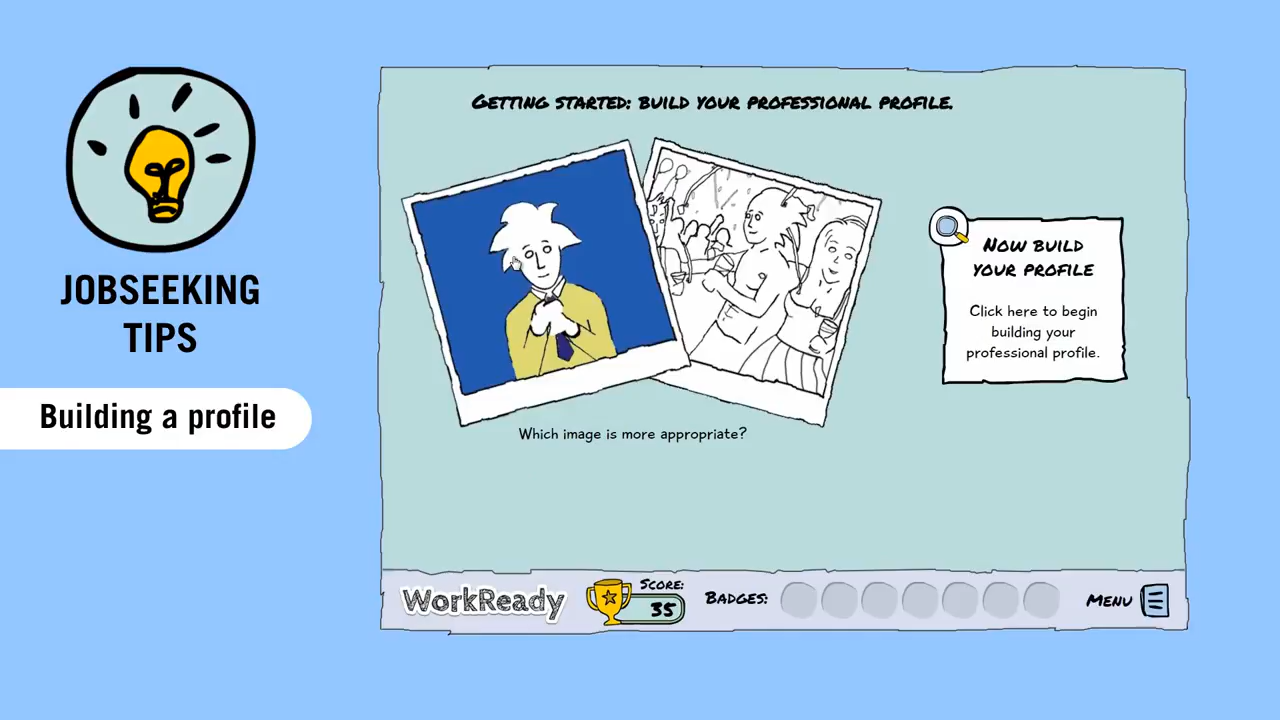 JOBSEEKING
TIPS
Building a profile
GETTING STARTED: BUILD YOUR PROFESSIONAL PROFILE.
Which image is more appropriate?
NOW BUILD
YOUR PROFILE
Click here to begin
building your
professional profile.
WorkReady
SCORE:
35
BADGES:
MENU